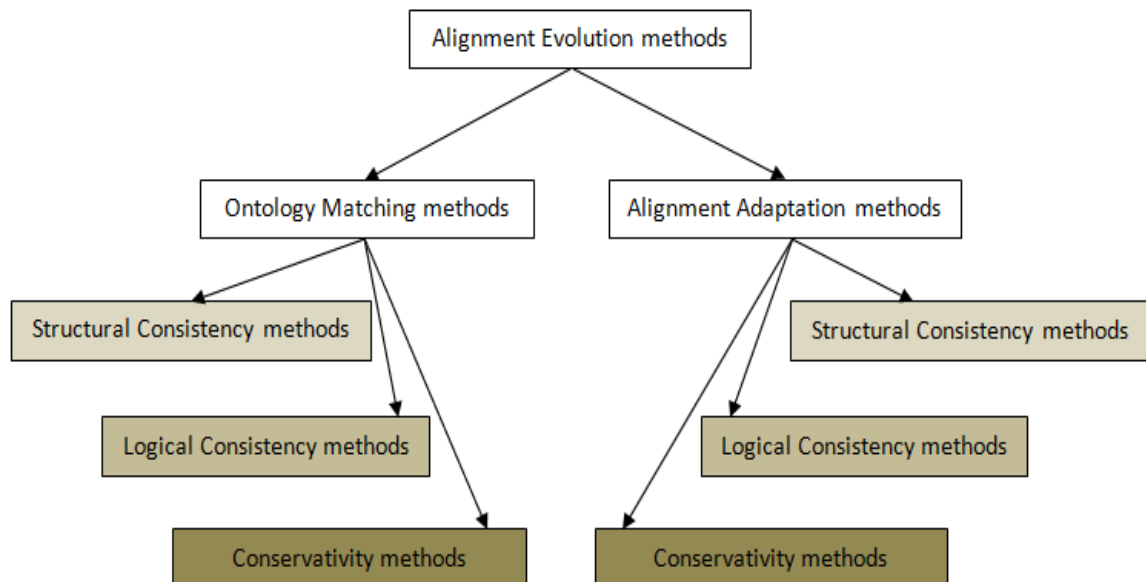 Alignment Evolution methods
Ontology Matching methods
Alignment Adaptation methods
Structural Consistency methods
Structural Consistency methods
Logical Consistency methods
Logical Consistency methods
Conservativity methods
Conservativity methods